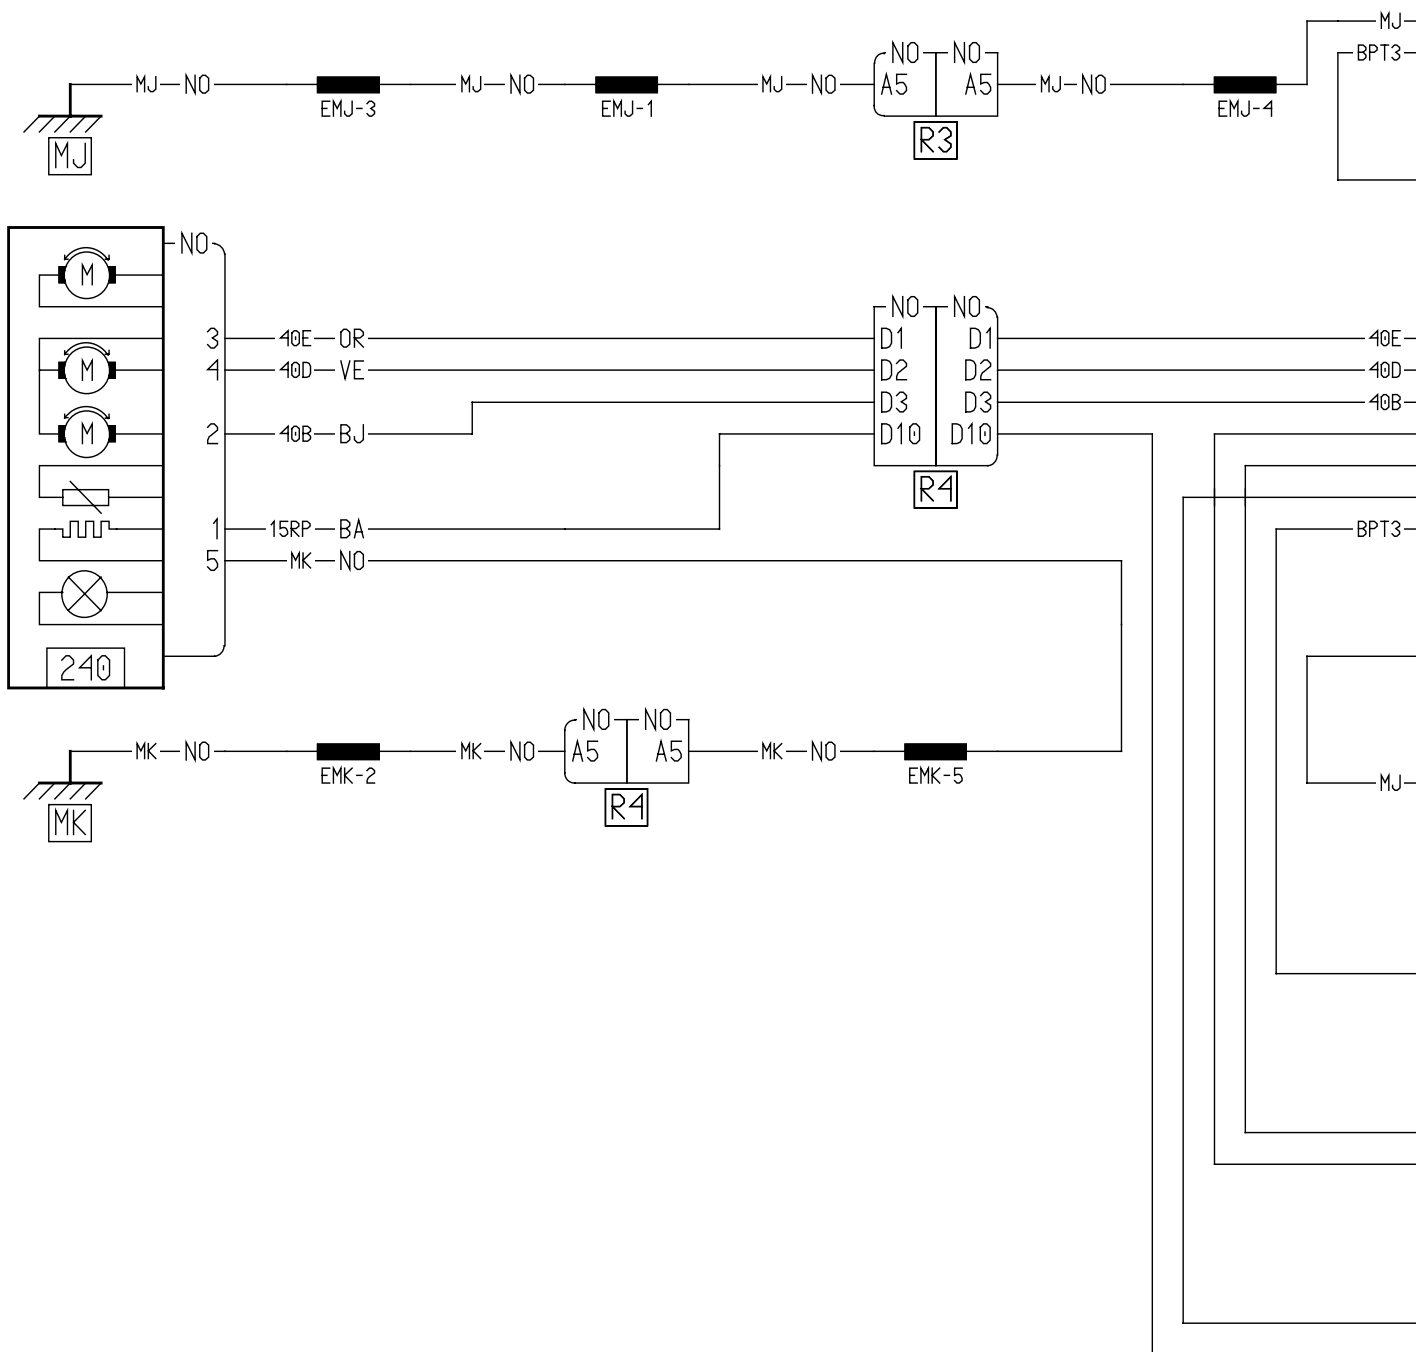 MJ
BPT3
NO NO
MJ NO MJ NO MJ NO A5 A5 MJ NO
EMJ-3 EMJ-1 EMJ-4
R3
MJ
NO
M
NO NO
3 40E OR D1 D1 40E
M 4 40D VE D2 D2 40D
D3 D3 40B
M 2 40B BJ D10 D10
R4
1 15RP BA BPT3
5 MK NO
240
NO NO
MK NO MK NO A5 A5 MK NO
EMK-2 EMK-5
MJ
R4
MK